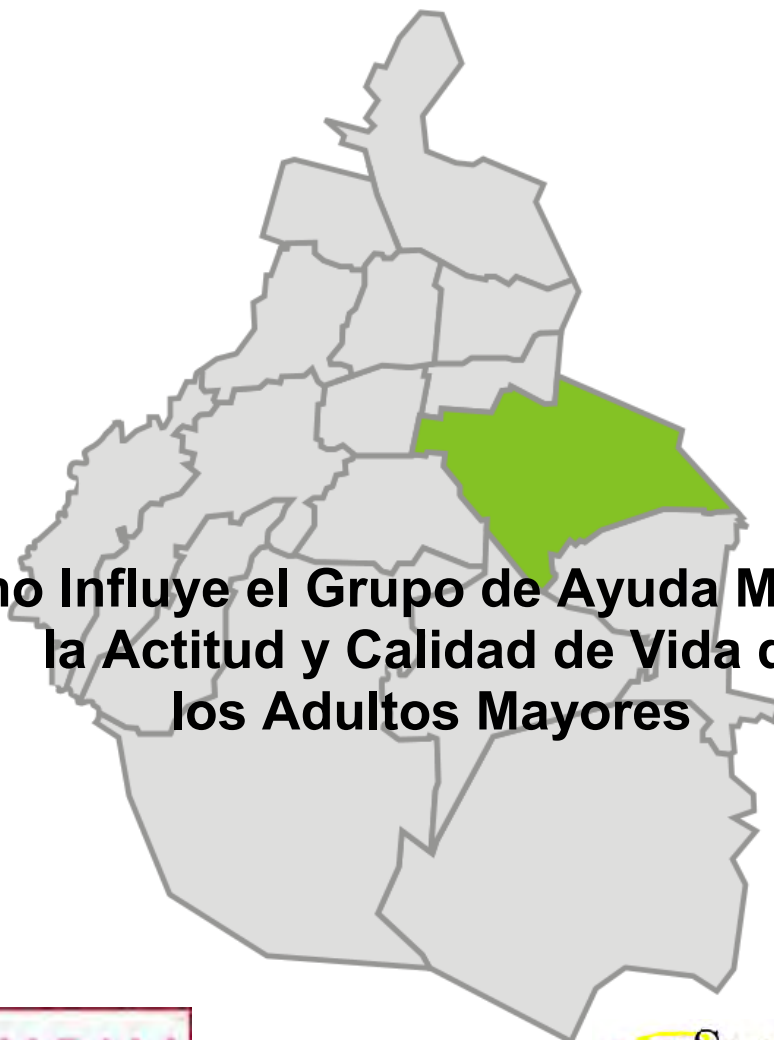 no Influye el Grupo de Ayuda M
la Actitud y Calidad de Vida d
los Adultos Mayores
S